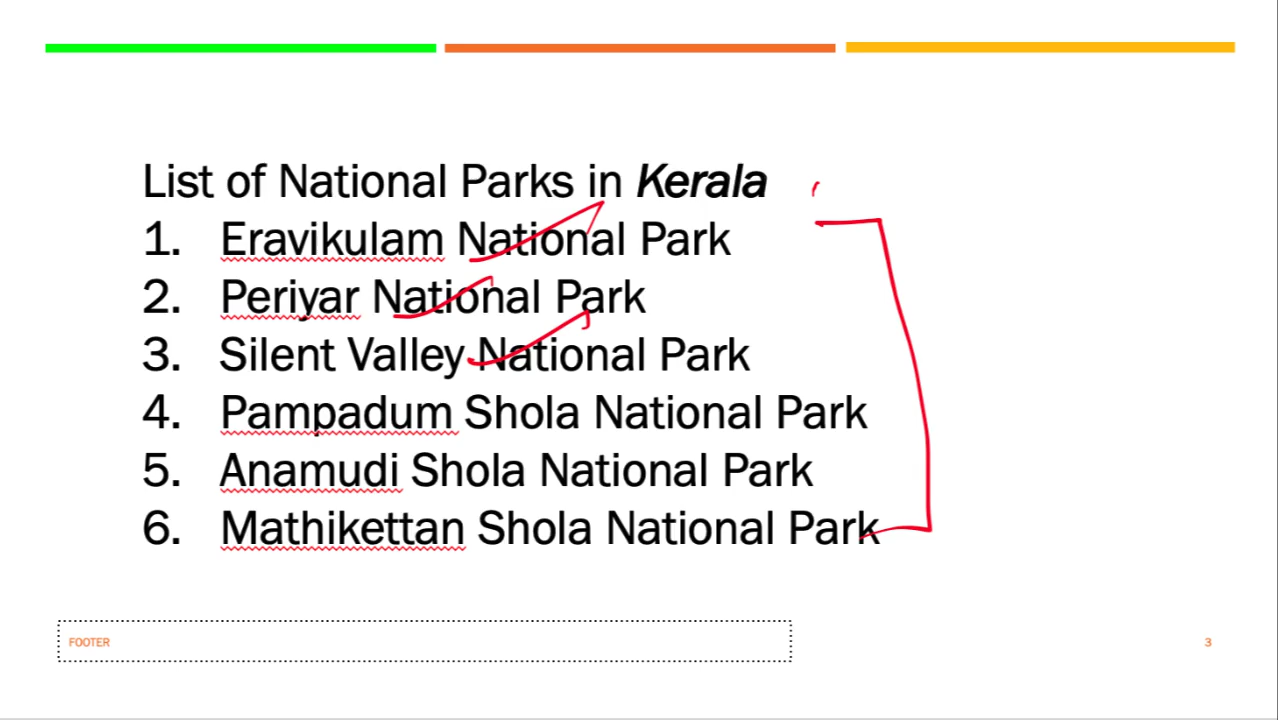 List of National Parks in Kerala
1. Eravikulam National Park
2. Periyar National Park
3. Silent Valley National Park
4. Pampadum Shola National Park
5. Anamudi Shola National Park
6. Mathikettan Shola National Park
FOOTER
3